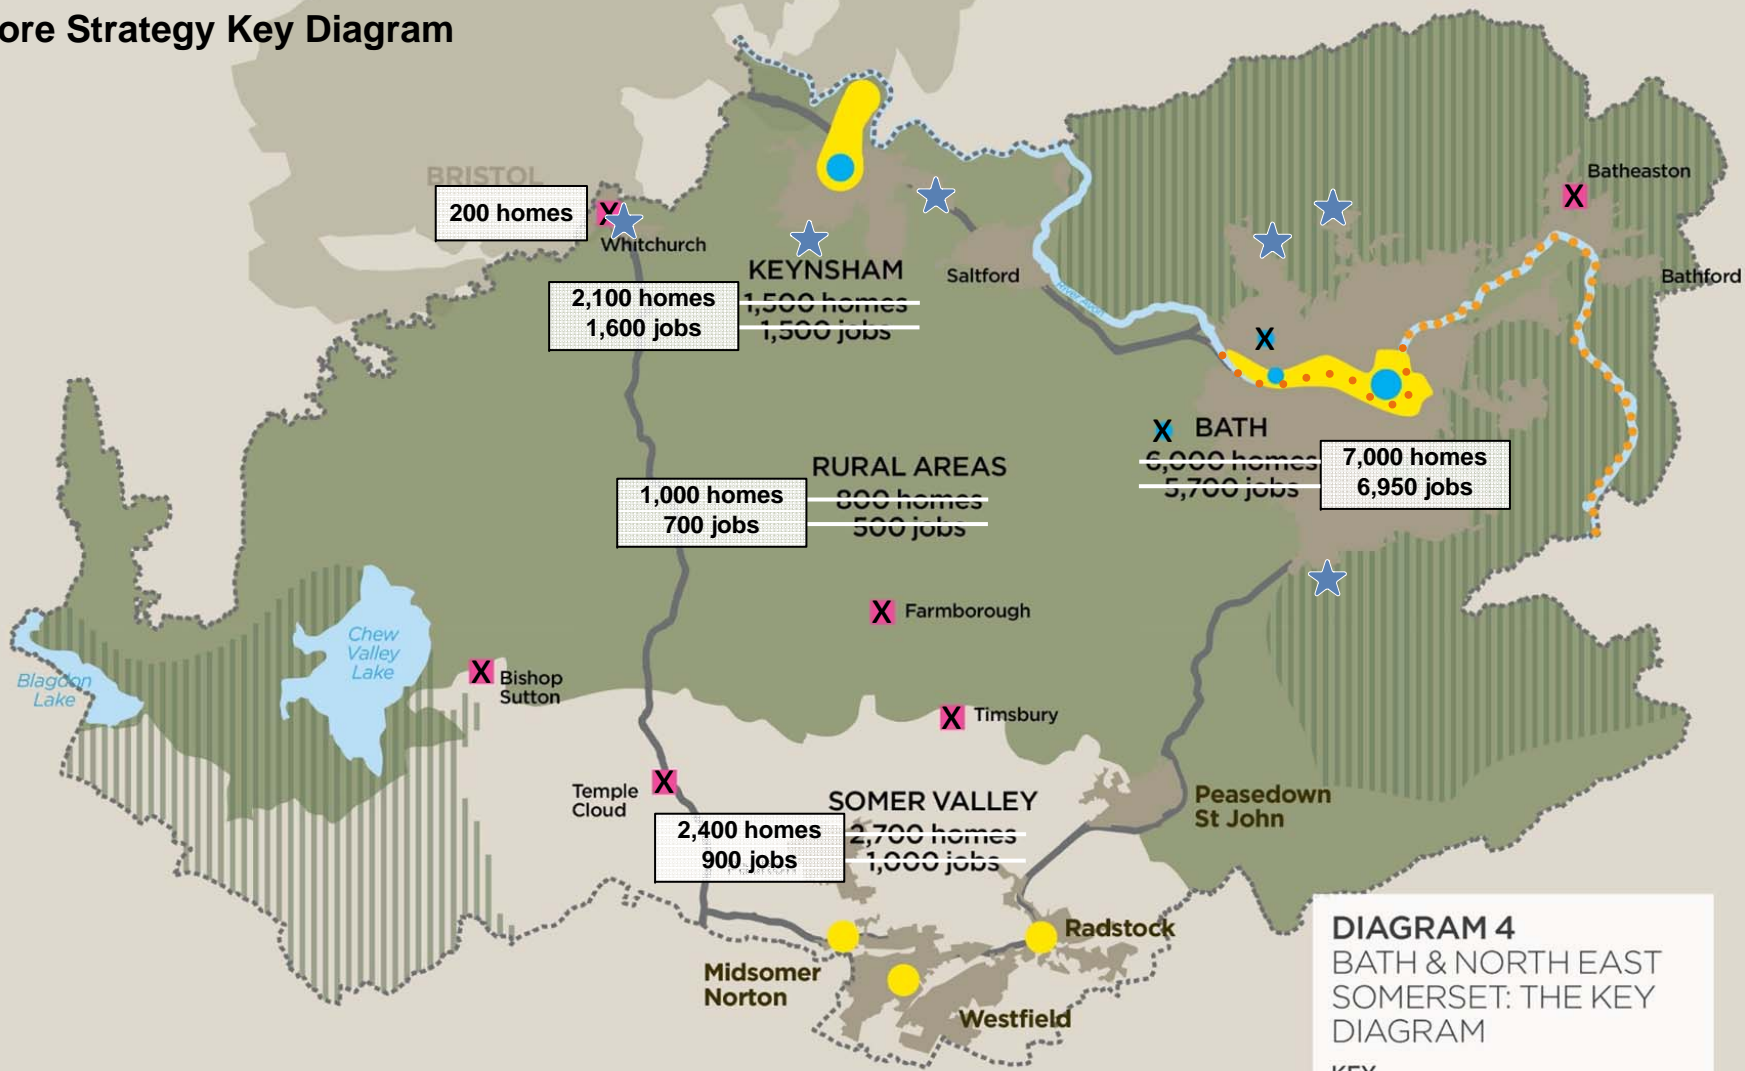 ore Strategy Key Diagram
BRISTOL
Batheaston
200 homes
X
X
Whitchurch
KEYNSHAM
Saltford
Bathford
2,100 homes
1,600 jobs
1,500 homes
1,500 jobs
River Avon
X
X
BATH
6,000 homes
5,700 jobs
7,000 homes
6,950 jobs
RURAL AREAS
1,000 homes
700 jobs
800 homes
500 jobs
X
Farmborough
Chew
Valley
Lake
Blagdon
Lake
X
Bishop
Sutton
X
Timsbury
X
Temple
Cloud
SOMER VALLEY
2,400 homes
900 jobs
2,700 homes
1,000 jobs
Peasedown
St John
Radstock
Midsomer
Norton
Westfield
DIAGRAM 4
BATH & NORTH EAST
SOMERSET: THE KEY
DIAGRAM
KEY